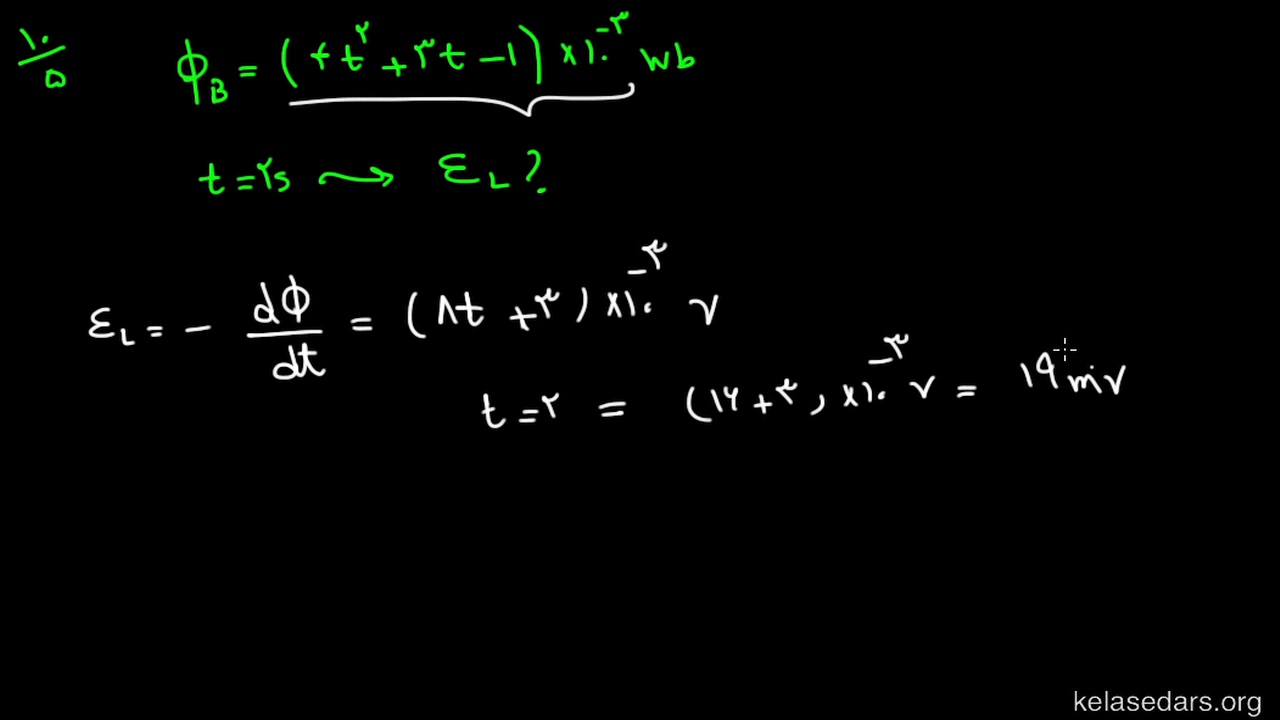 ۱۰/۵
ϕ_B = (۴t^۲ + ۳t - ۱) × ۱۰^-۳ wb
t = ۲s ⟿ ε_L ?
ε_L = - dϕ/dt = (۸t + ۳) × ۱۰^-۳ v
t = ۲ = (۱۶ + ۳) × ۱۰^-۳ v = ۱۹ mv
kelasedars.org